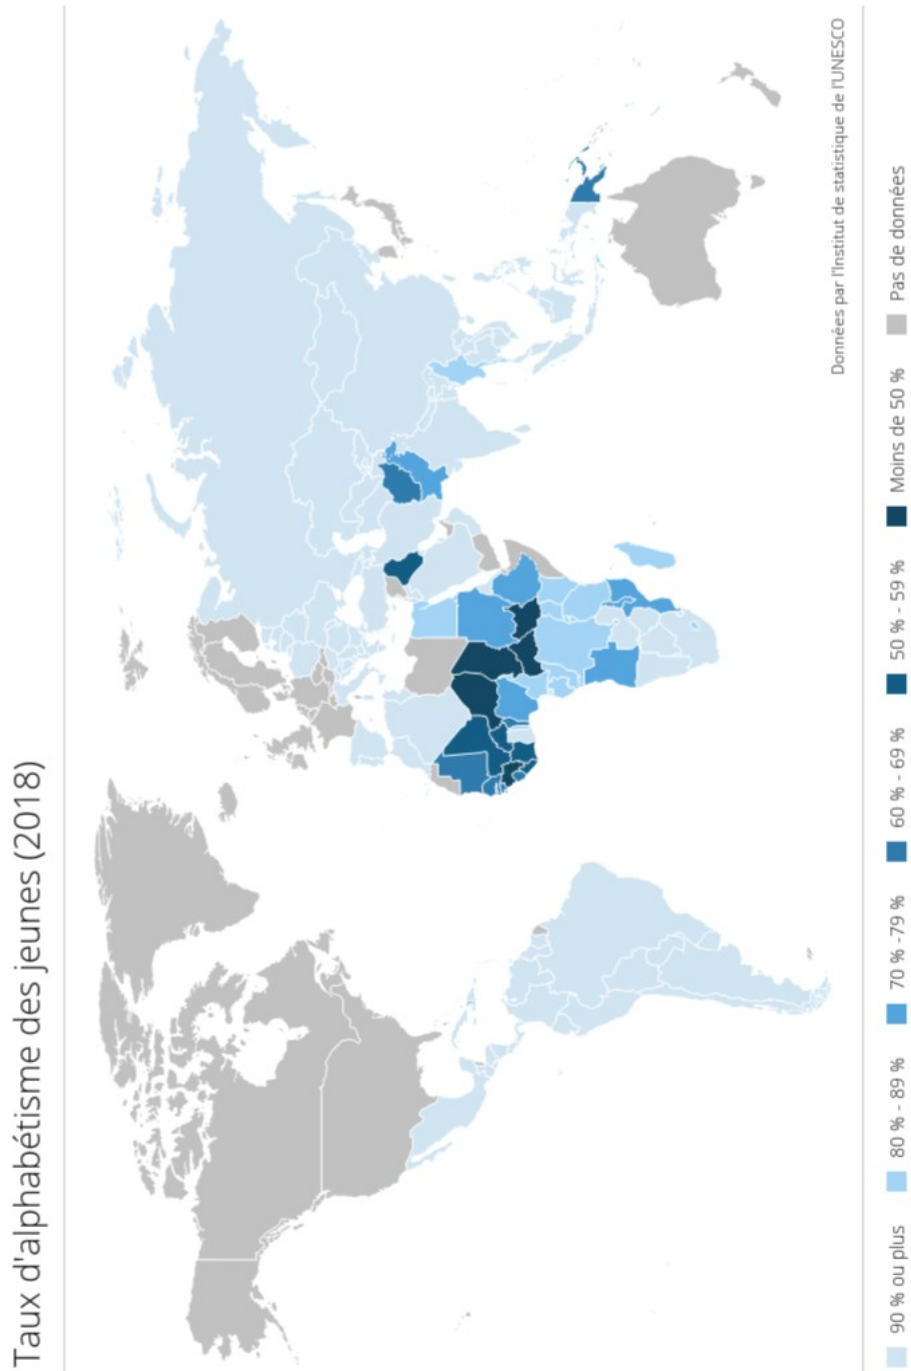 Taux d'alphabétisme des jeunes (2018)
Données par l'Institut de statistique de l'UNESCO
90 % ou plus
80 % - 89 %
70 % -79 %
60 % - 69 %
50 % - 59 %
Moins de 50 %
Pas de données